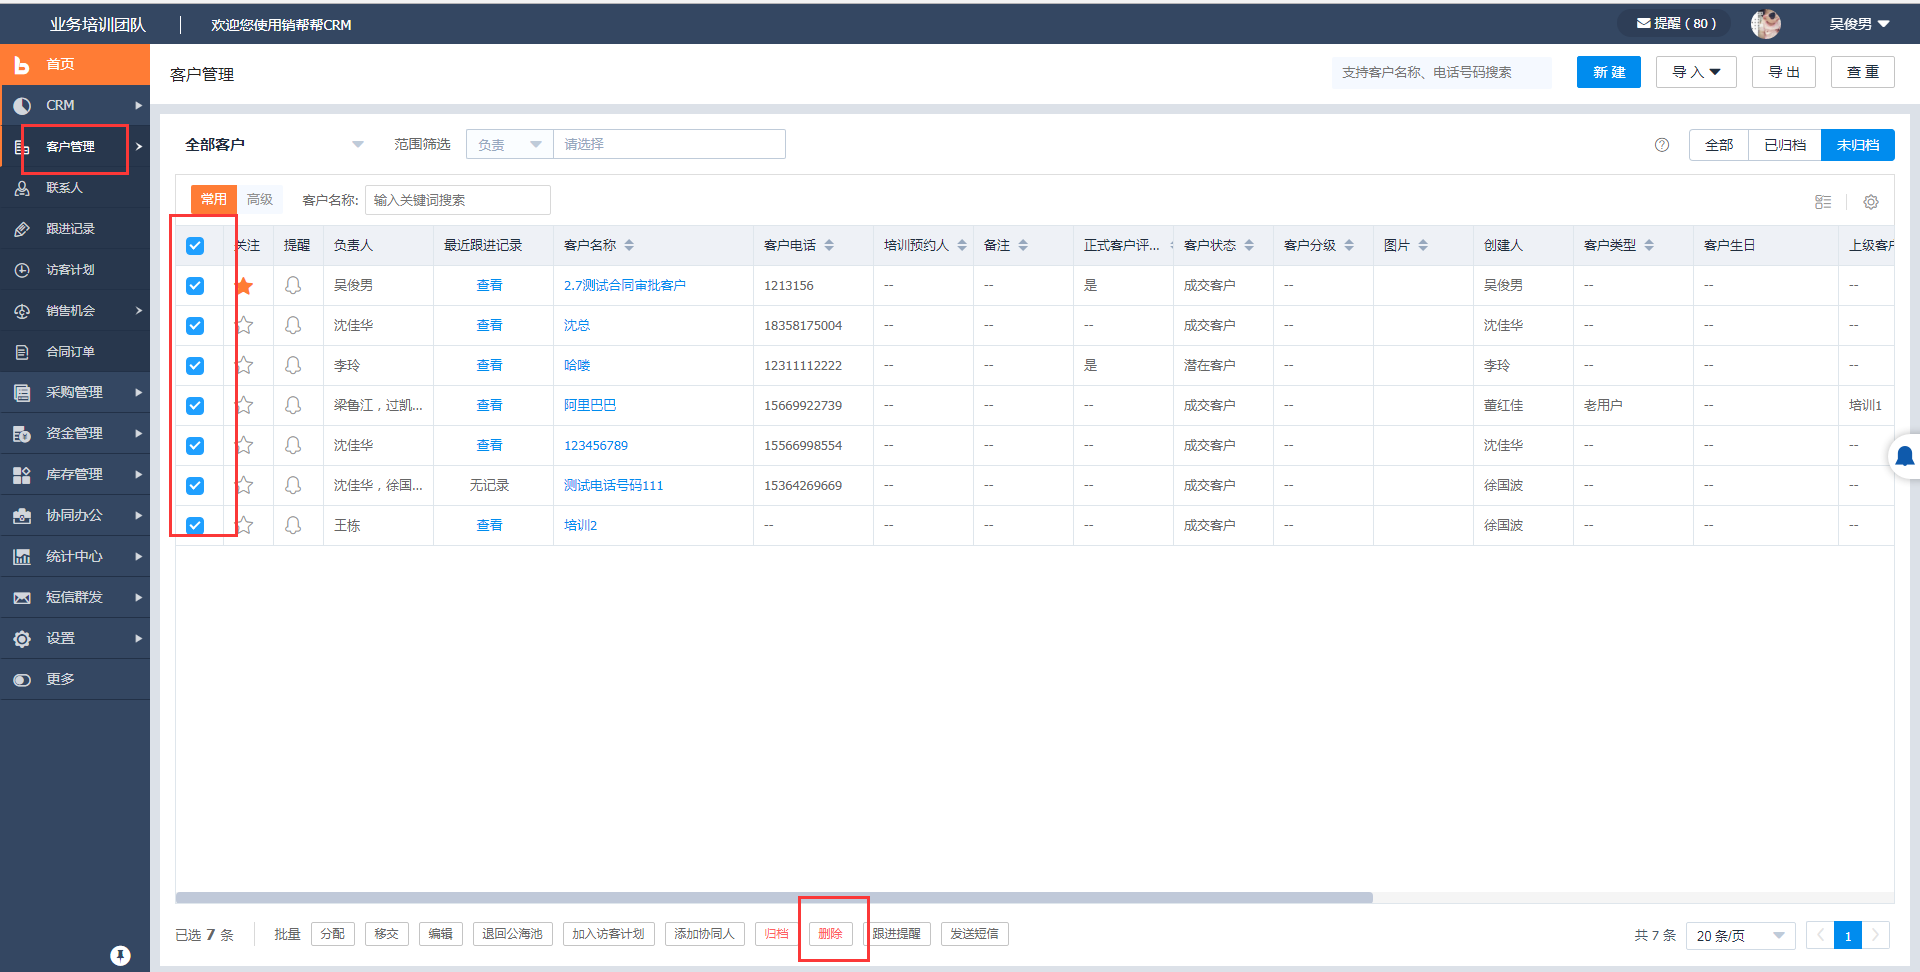 业务培训团队 欢迎您使用销帮帮CRM 提醒 ( 80 ) 吴俊男
首页
CRM
客户管理
联系人
跟进记录
访客计划
销售机会
合同订单
采购管理
资金管理
库存管理
协同办公
统计中心
短信群发
设置
更多
客户管理 支持客户名称、电话号码搜索 新 建 导 入 导 出 查 重
全部客户 范围筛选 负责 请选择 全部 已归档 未归档
常用 高级 客户名称: 输入关键词搜索
关注 提醒 负责人 最近跟进记录 客户名称 客户电话 培训预约人 备注 正式客户评... 客户状态 客户分级 图片 创建人 客户类型 客户生日 上级客户
吴俊男 查看 2.7测试合同审批客户 1213156 -- -- 是 成交客户 -- 吴俊男 -- -- --
沈佳华 查看 沈总 18358175004 -- -- -- 成交客户 -- 沈佳华 -- -- --
李玲 查看 哈喽 12311112222 -- -- 是 潜在客户 -- 李玲 -- -- --
梁鲁江，过凯... 查看 阿里巴巴 15669922739 -- -- -- 成交客户 -- 董红佳 老用户 -- 培训1
沈佳华 查看 123456789 15566998554 -- -- -- 成交客户 -- 沈佳华 -- -- --
沈佳华，徐国... 无记录 测试电话号码111 15364269669 -- -- -- 成交客户 -- 徐国波 -- -- --
王栋 查看 培训2 -- -- -- -- 成交客户 -- 徐国波 -- -- --
已选 7 条 批量 分配 移交 编辑 退回公海池 加入访客计划 添加协同人 归档 删除 跟进提醒 发送短信 共 7 条 20 条/页 1